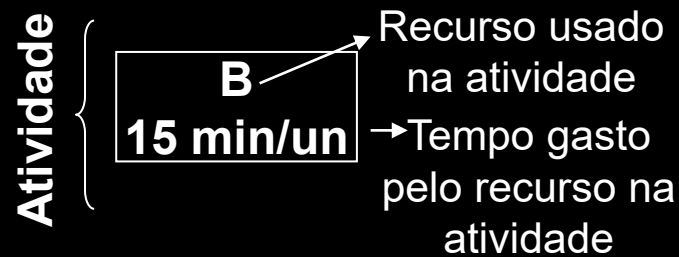 Atividade
B
15 min/un
Recurso usado
na atividade
Tempo gasto
pelo recurso na
atividade